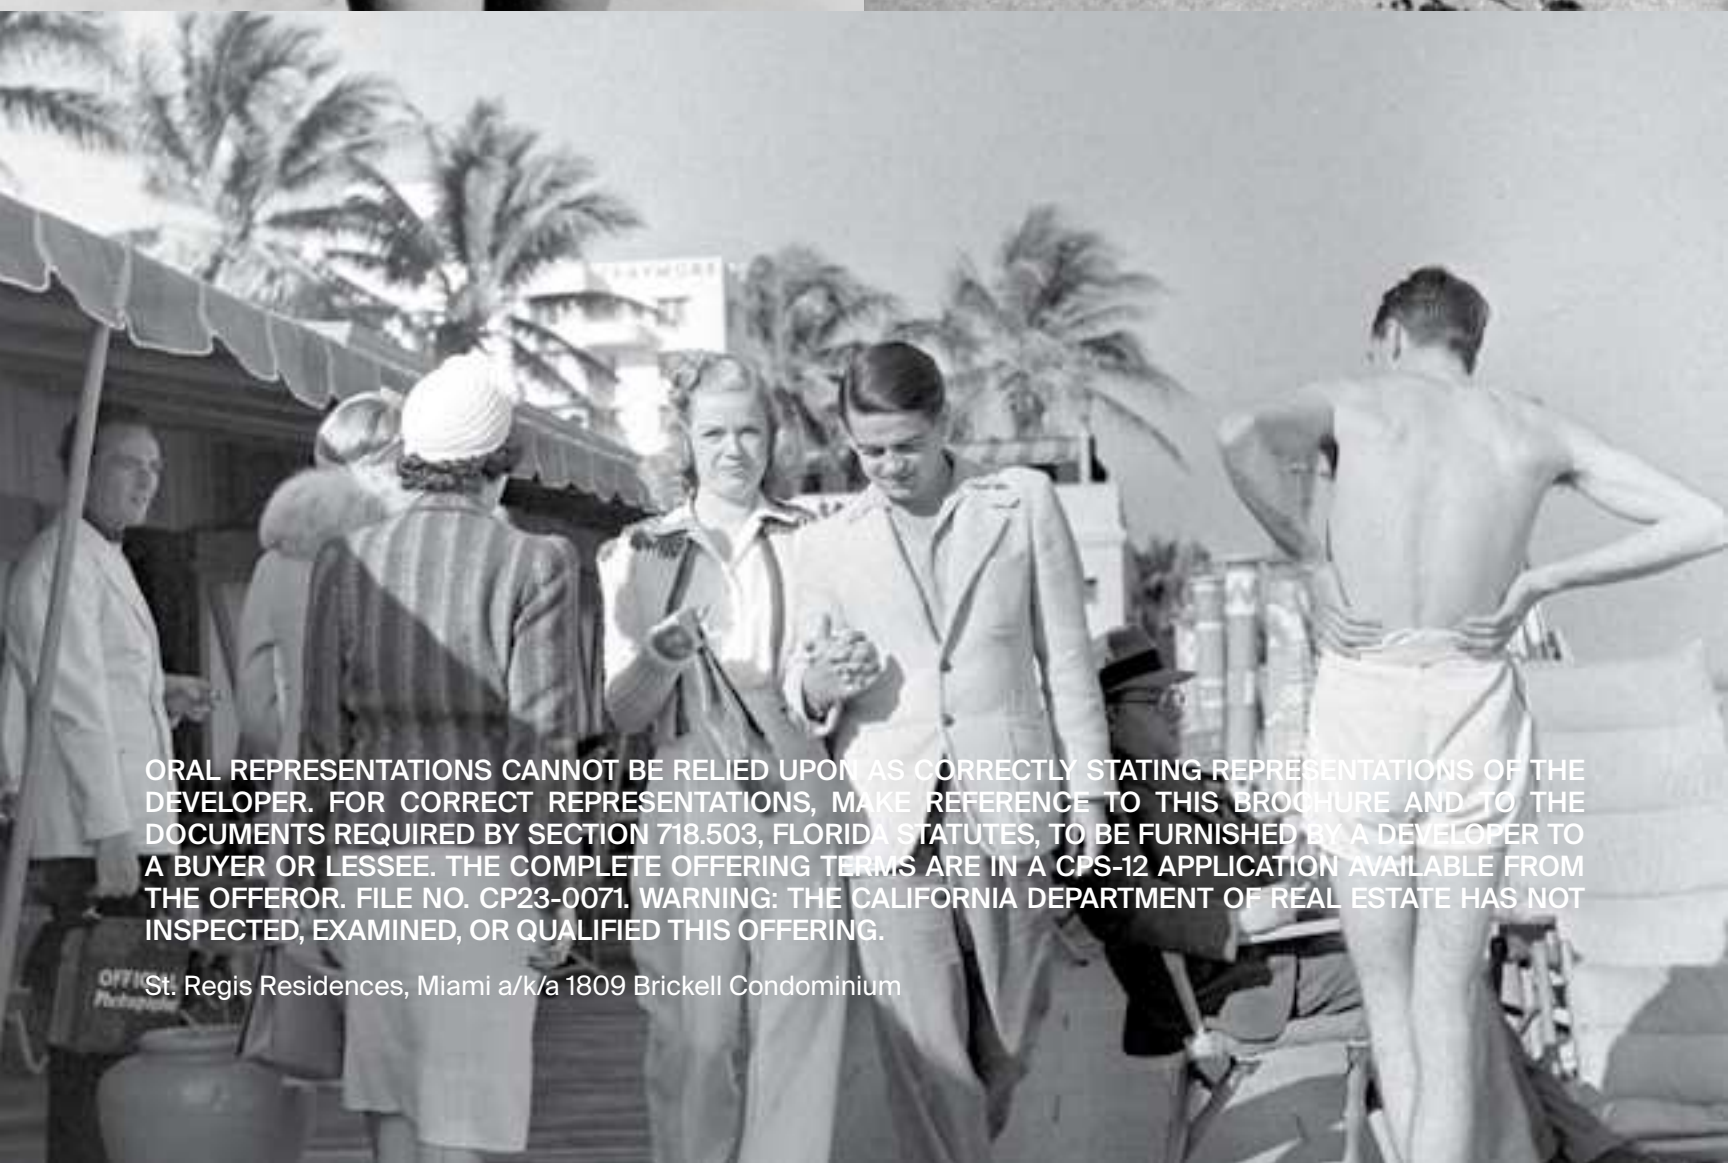 ORAL REPRESENTATIONS CANNOT BE RELIED UPON AS CORRECTLY STATING REPRESENTATIONS OF THE
DEVELOPER. FOR CORRECT REPRESENTATIONS, MAKE REFERENCE TO THIS BROCHURE AND TO THE
DOCUMENTS REQUIRED BY SECTION 718.503, FLORIDA STATUTES, TO BE FURNISHED BY A DEVELOPER TO
A BUYER OR LESSEE. THE COMPLETE OFFERING TERMS ARE IN A CPS-12 APPLICATION AVAILABLE FROM
THE OFFEROR. FILE NO. CP23-0071. WARNING: THE CALIFORNIA DEPARTMENT OF REAL ESTATE HAS NOT
INSPECTED, EXAMINED, OR QUALIFIED THIS OFFERING.
St. Regis Residences, Miami a/k/a 1809 Brickell Condominium